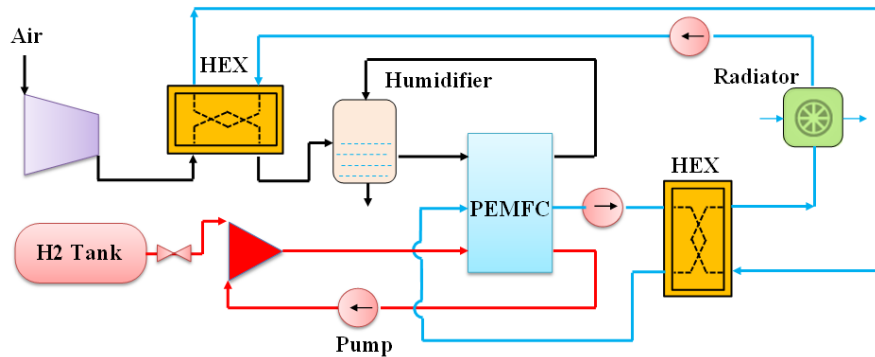 Air
HEX
Humidifier
Radiator
HEX
PEMFC
H2 Tank
Pump